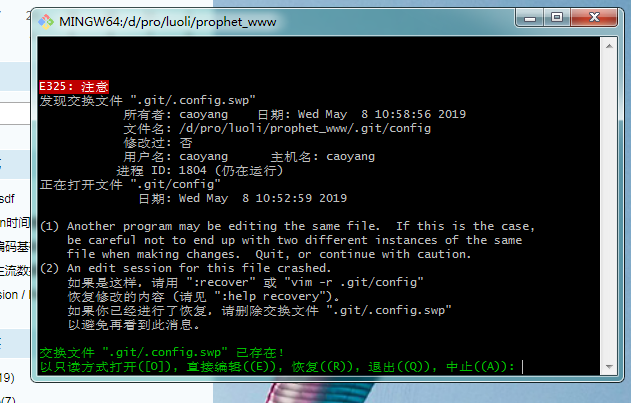 MINGW64:/d/pro/luoli/prophet_www
E325: 注意
发现交换文件 ".git/.config.swp"
所有者: caoyang 日期: Wed May 8 10:58:56 2019
文件名: /d/pro/luoli/prophet_www/.git/config
修改过: 否
用户名: caoyang 主机名: caoyang
进程 ID: 1804 (仍在运行)
正在打开文件 ".git/config"
日期: Wed May 8 10:52:59 2019
(1) Another program may be editing the same file. If this is the case,
be careful not to end up with two different instances of the same
file when making changes. Quit, or continue with caution.
(2) An edit session for this file crashed.
如果是这样，请用 ":recover" 或 "vim -r .git/config"
恢复修改的内容 (请见 ":help recovery")。
如果你已经进行了恢复，请删除交换文件 ".git/.config.swp"
以避免再看到此消息。
交换文件 ".git/.config.swp" 已存在！
以只读方式打开([O])，直接编辑((E))，恢复((R))，退出((Q))，中止((A)):
sdf
n时间
编码基
主流数
sion / l
19)
(7)